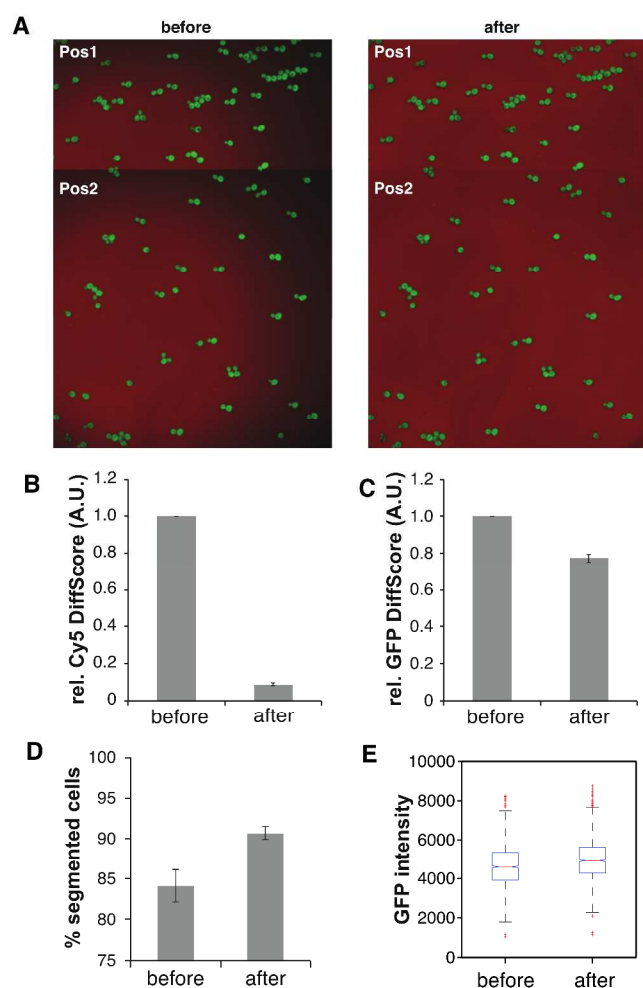 A
before
after
Pos1
Pos1
Pos2
Pos2
B
rel. Cy5 DiffScore (A.U.)
1.2
1.0
0.8
0.6
0.4
0.2
0
before after
C
rel. GFP DiffScore (A.U.)
1.2
1.0
0.8
0.6
0.4
0.2
0
before after
D
% segmented cells
100
95
90
85
80
75
before after
E
GFP intensity
10000
8000
6000
4000
2000
0
before after